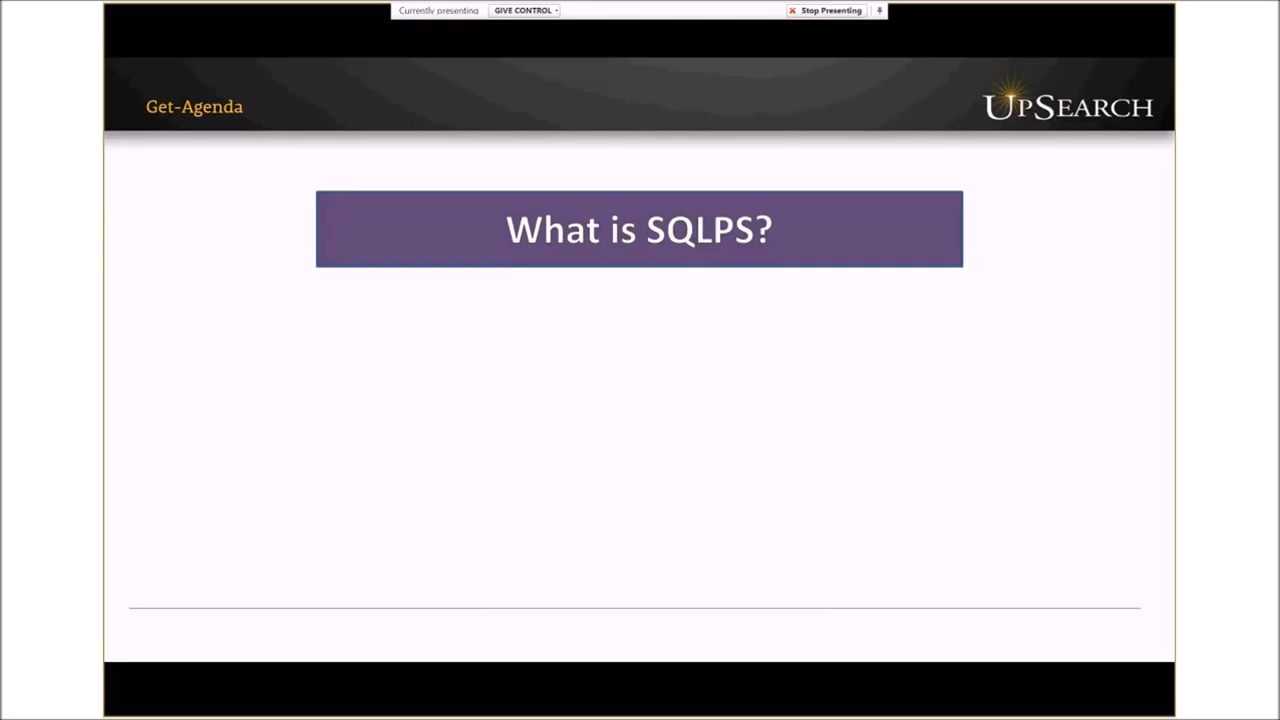 Currently presenting GIVE CONTROL Stop Presenting
Get-Agenda
UPSEARCH
What is SQLPS?